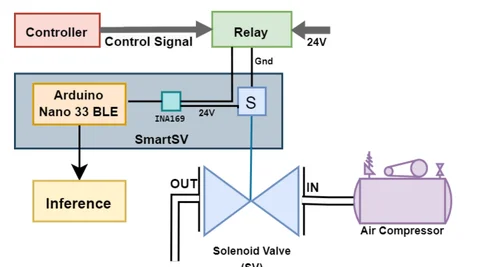 Controller
Control Signal
Relay
24V
Gnd
Arduino
Nano 33 BLE
INA169
24V
S
SmartSV
Inference
OUT
IN
Air Compressor
Solenoid Valve
(SV)